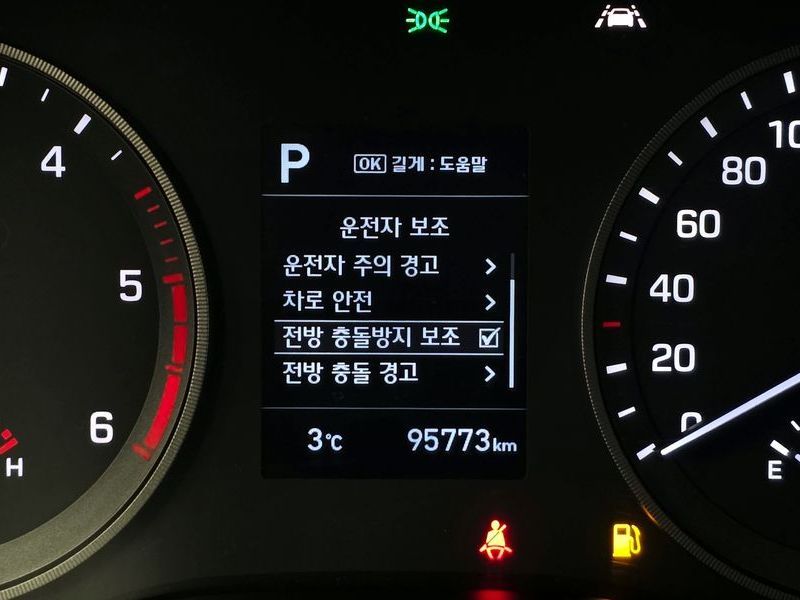 P
OK 길게 : 도움말
운전자 보조
운전자 주의 경고
차로 안전
전방 충돌방지 보조
전방 충돌 경고
3℃ 95773km
4
5
6
H
100
80
60
40
20
0
E